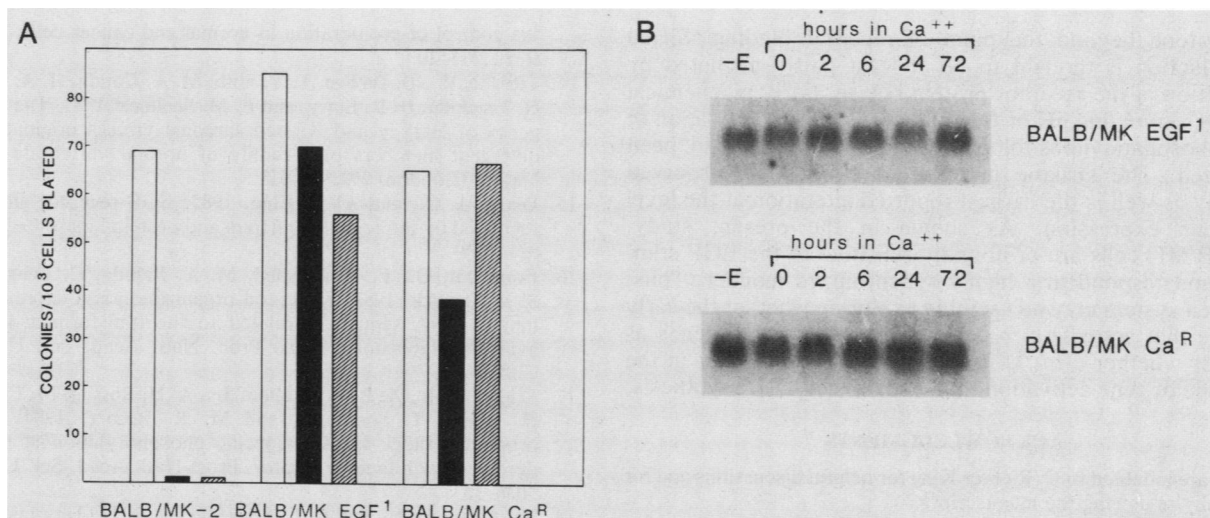 A
COLONIES/10³ CELLS PLATED
80
70
60
50
40
30
20
10
BALB/MK-2 BALB/MK EGF¹ BALB/MK Caᴿ
B
hours in Ca⁺⁺
-E 0 2 6 24 72
BALB/MK EGF¹
hours in Ca⁺⁺
-E 0 2 6 24 72
BALB/MK Caᴿ